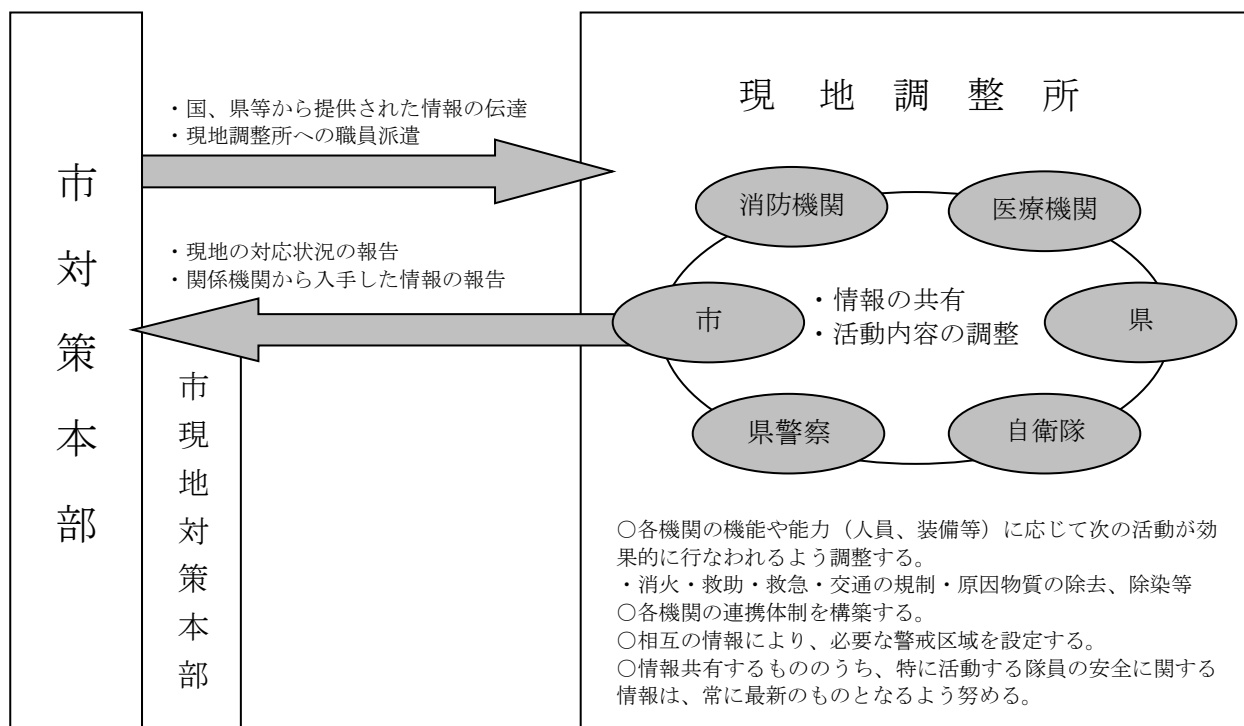 市対策本部
・国、県等から提供された情報の伝達
・現地調整所への職員派遣
・現地の対応状況の報告
・関係機関から入手した情報の報告
市現地対策本部
現地調整所
消防機関
医療機関
市
・情報の共有
・活動内容の調整
県
県警察
自衛隊
○各機関の機能や能力（人員、装備等）に応じて次の活動が効
果的に行なわれるよう調整する。
・消火・救助・救急・交通の規制・原因物質の除去、除染等
○各機関の連携体制を構築する。
○相互の情報により、必要な警戒区域を設定する。
○情報共有するもののうち、特に活動する隊員の安全に関する
情報は、常に最新のものとなるよう努める。